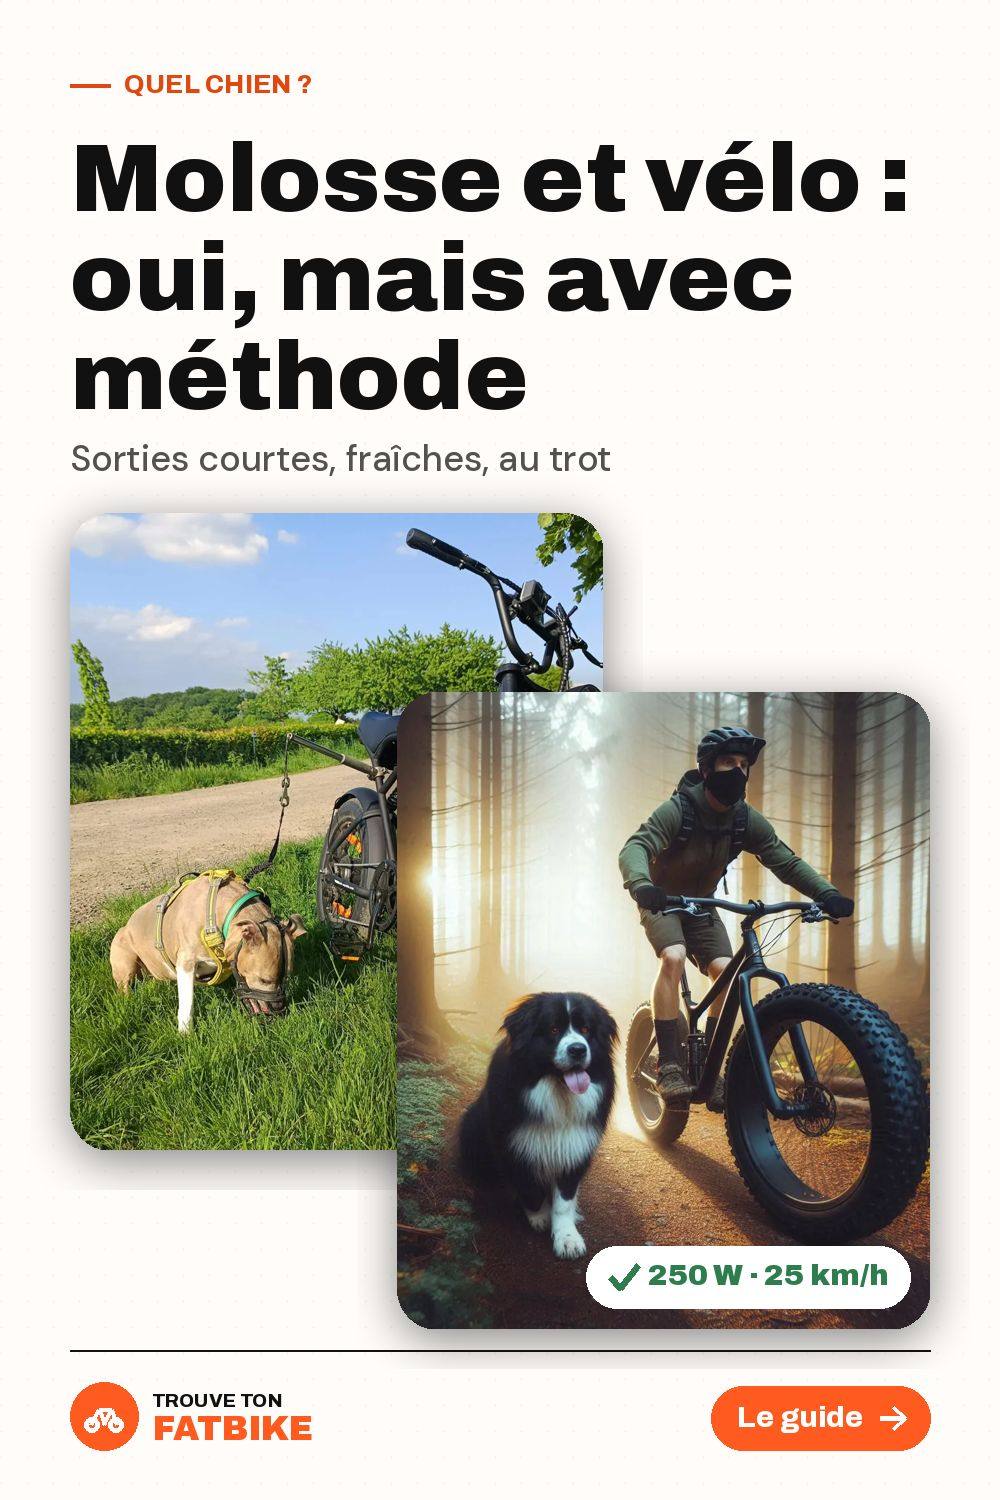 QUEL CHIEN ?
Molosse et vélo :
oui, mais avec
méthode
Sorties courtes, fraîches, au trot
250 W · 25 km/h
TROUVE TON
FATBIKE
Le guide